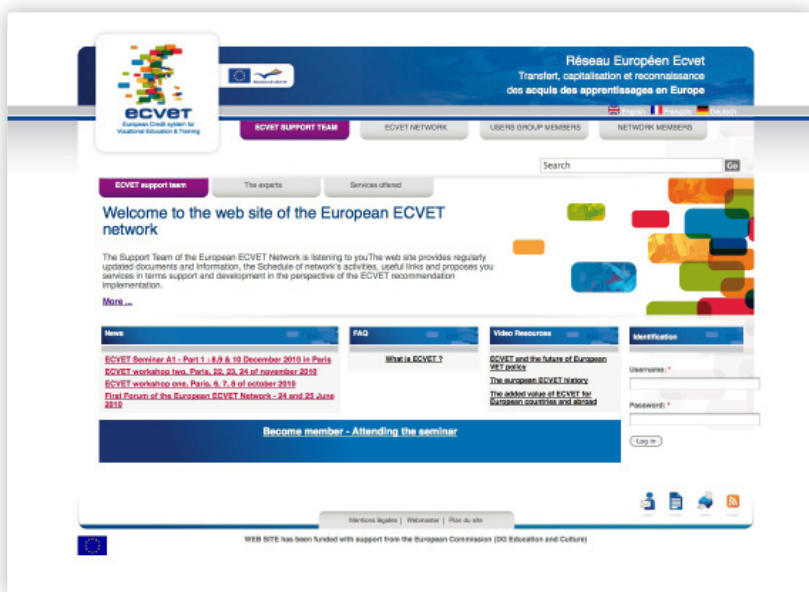 Réseau Européen Ecvet
Transfert, capitalisation et reconnaissance
des acquis des apprentissages en Europe
ecvet
European Credit system for
Vocational Education & Training
English Français Deutsch
ECVET SUPPORT TEAM ECVET NETWORK USERS GROUP MEMBERS NETWORK MEMBERS
Search Go
ECVET support team The experts Services offered
Welcome to the web site of the European ECVET
network
The Support Team of the European ECVET Network is listening to youThe web site provides regularly
updated documents and information, the Schedule of network's activities, useful links and proposes you
services in terms support and development in the perspective of the ECVET recommendation
implementation.
More ...
News
ECVET Seminar A1 - Part 1 : 8,9 & 10 December 2010 in Paris
ECVET workshop two, Paris, 22, 23, 24 of november 2010
ECVET workshop one, Paris, 6, 7, 8 of october 2010
First Forum of the European ECVET Network - 24 and 25 June
2010
FAQ
What is ECVET ?
Video Resources
ECVET and the future of European
VET policy
The european ECVET history
The added value of ECVET for
European countries and abroad
Identification
Username: *
Password: *
Log in
Become member - Attending the seminar
Mentions légales | Webmaster | Plan du site
WEB SITE has been funded with support from the European Commission (DG Education and Culture)